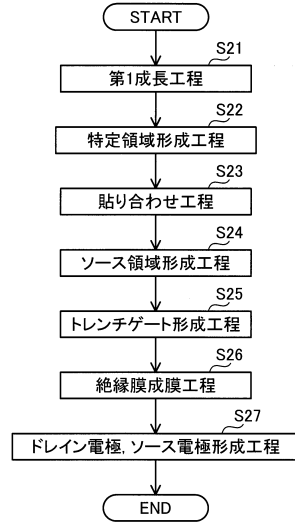 START
S21
第1成長工程
S22
特定領域形成工程
S23
貼り合わせ工程
S24
ソース領域形成工程
S25
トレンチゲート形成工程
S26
絶縁膜成膜工程
S27
ドレイン電極,ソース電極形成工程
END